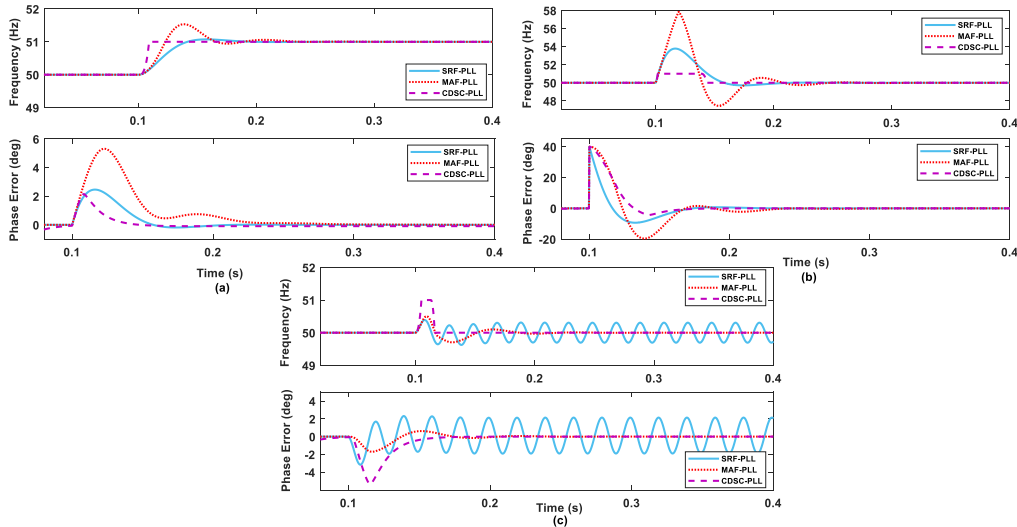 Frequency (Hz)
52
51
50
49
0.1
0.2
0.3
0.4
SRF-PLL
MAF-PLL
CDSC-PLL
Phase Error (deg)
6
4
2
0
0.1
0.2
0.3
0.4
SRF-PLL
MAF-PLL
CDSC-PLL
Time (s)
(a)
Frequency (Hz)
58
56
54
52
50
48
0.1
0.2
0.3
0.4
SRF-PLL
MAF-PLL
CDSC-PLL
Phase Error (deg)
40
20
0
-20
0.1
0.2
0.3
0.4
SRF-PLL
MAF-PLL
CDSC-PLL
Time (s)
(b)
Frequency (Hz)
52
51
50
49
0.1
0.2
0.3
0.4
SRF-PLL
MAF-PLL
CDSC-PLL
Phase Error (deg)
4
2
0
-2
-4
0.1
0.2
0.3
0.4
SRF-PLL
MAF-PLL
CDSC-PLL
Time (s)
(c)